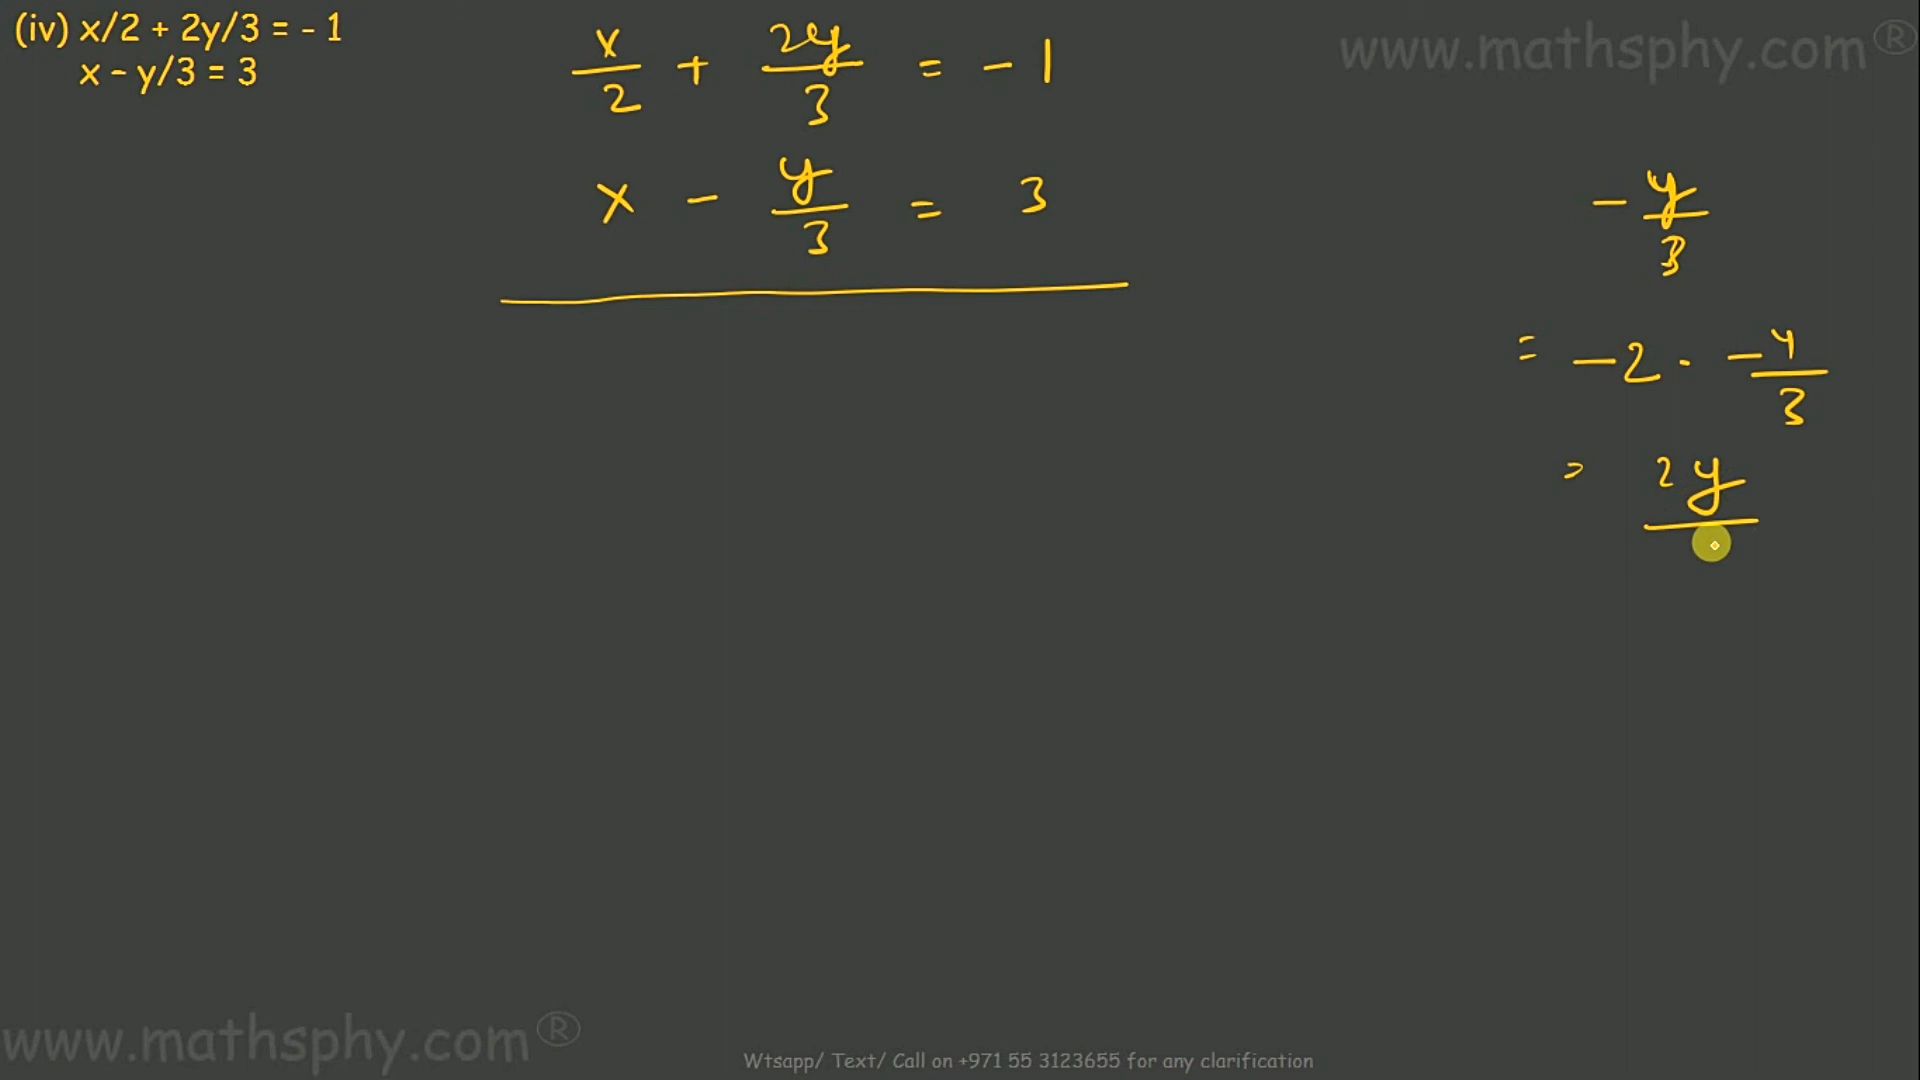 (iv) x/2 + 2y/3 = - 1
x - y/3 = 3
www.mathsphy.com®
x/2 + 2y/3 = - 1
x - y/3 = 3
- y/3
= -2 · -y/3
= 2y/
www.mathsphy.com®
Wtsapp/ Text/ Call on +971 55 3123655 for any clarification